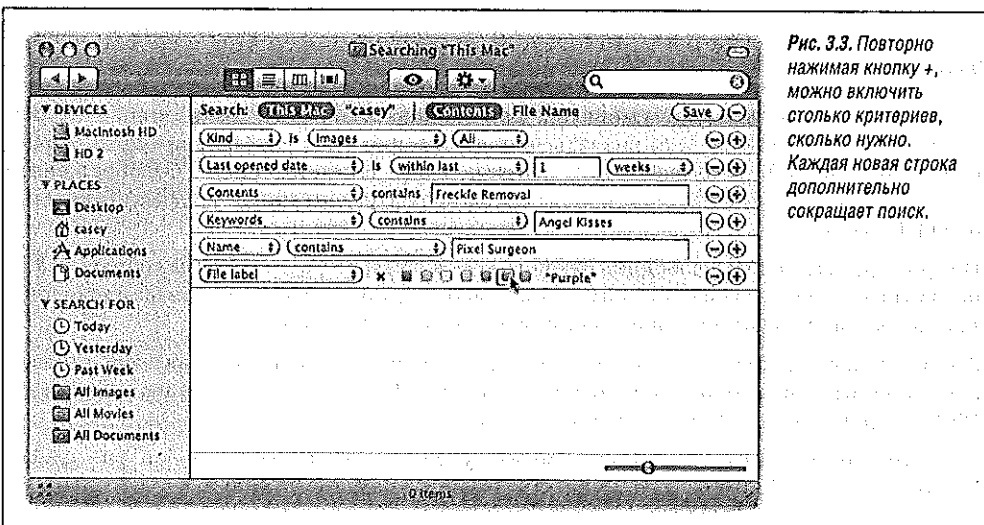 Searching "This Mac"
DEVICES
Macintosh HD
HD 2
PLACES
Desktop
casey
Applications
Documents
SEARCH FOR
Today
Yesterday
Past Week
All Images
All Movies
All Documents
Search: This Mac "casey" Contents File Name Save
Kind is Images All
Last opened date is within last 1 weeks
Contents contains Freckle Removal
Keywords contains Angel Kisses
Name contains Pixel Surgeon
File label × "Purple"
0 items
Рис. 3.3. Повторно
нажимая кнопку +,
можно включить
столько критериев,
сколько нужно.
Каждая новая строка
дополнительно
сокращает поиск.